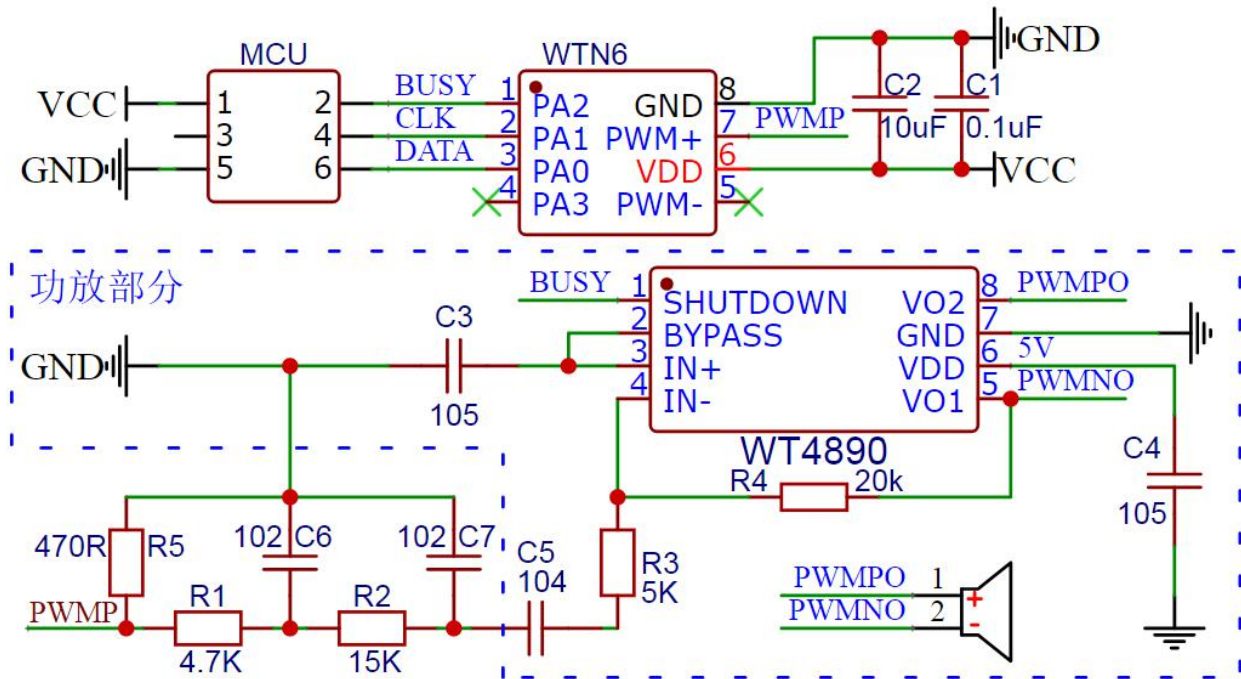 MCU
VCC
1
2
3
4
GND
5
6
BUSY
CLK
DATA
WTN6
1
PA2
GND
8
2
PA1
PWM+
7
PWMP
3
PA0
VDD
6
4
PA3
PWM-
5
C2
10uF
C1
0.1uF
GND
VCC
功放部分
BUSY
1
SHUTDOWN
VO2
8
PWMPO
2
BYPASS
GND
7
3
IN+
VDD
6
5V
4
IN-
VO1
5
PWMNO
WT4890
GND
C3
105
R4
20k
C4
105
470R
R5
102
C6
102
C7
C5
104
R3
5K
PWMP
R1
4.7K
R2
15K
PWMPO
1
+
PWMNO
2
-